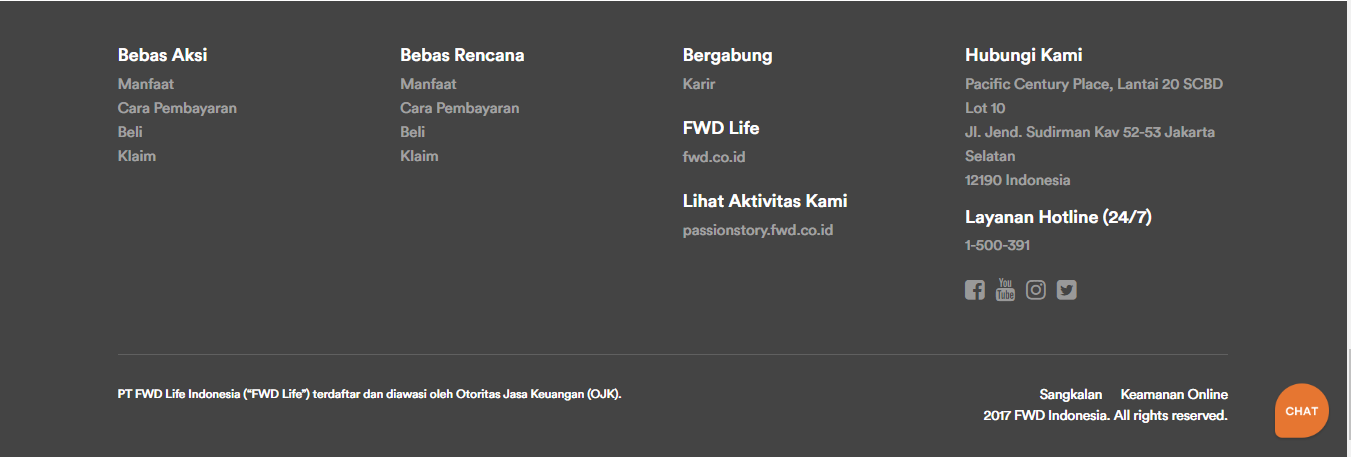 Bebas Aksi
Manfaat
Cara Pembayaran
Beli
Klaim
Bebas Rencana
Manfaat
Cara Pembayaran
Beli
Klaim
Bergabung
Karir
FWD Life
fwd.co.id
Lihat Aktivitas Kami
passionstory.fwd.co.id
Hubungi Kami
Pacific Century Place, Lantai 20 SCBD
Lot 10
Jl. Jend. Sudirman Kav 52-53 Jakarta
Selatan
12190 Indonesia
Layanan Hotline (24/7)
1-500-391
You
Tube
PT FWD Life Indonesia (“FWD Life”) terdaftar dan diawasi oleh Otoritas Jasa Keuangan (OJK).
Sangkalan Keamanan Online
2017 FWD Indonesia. All rights reserved.
CHAT